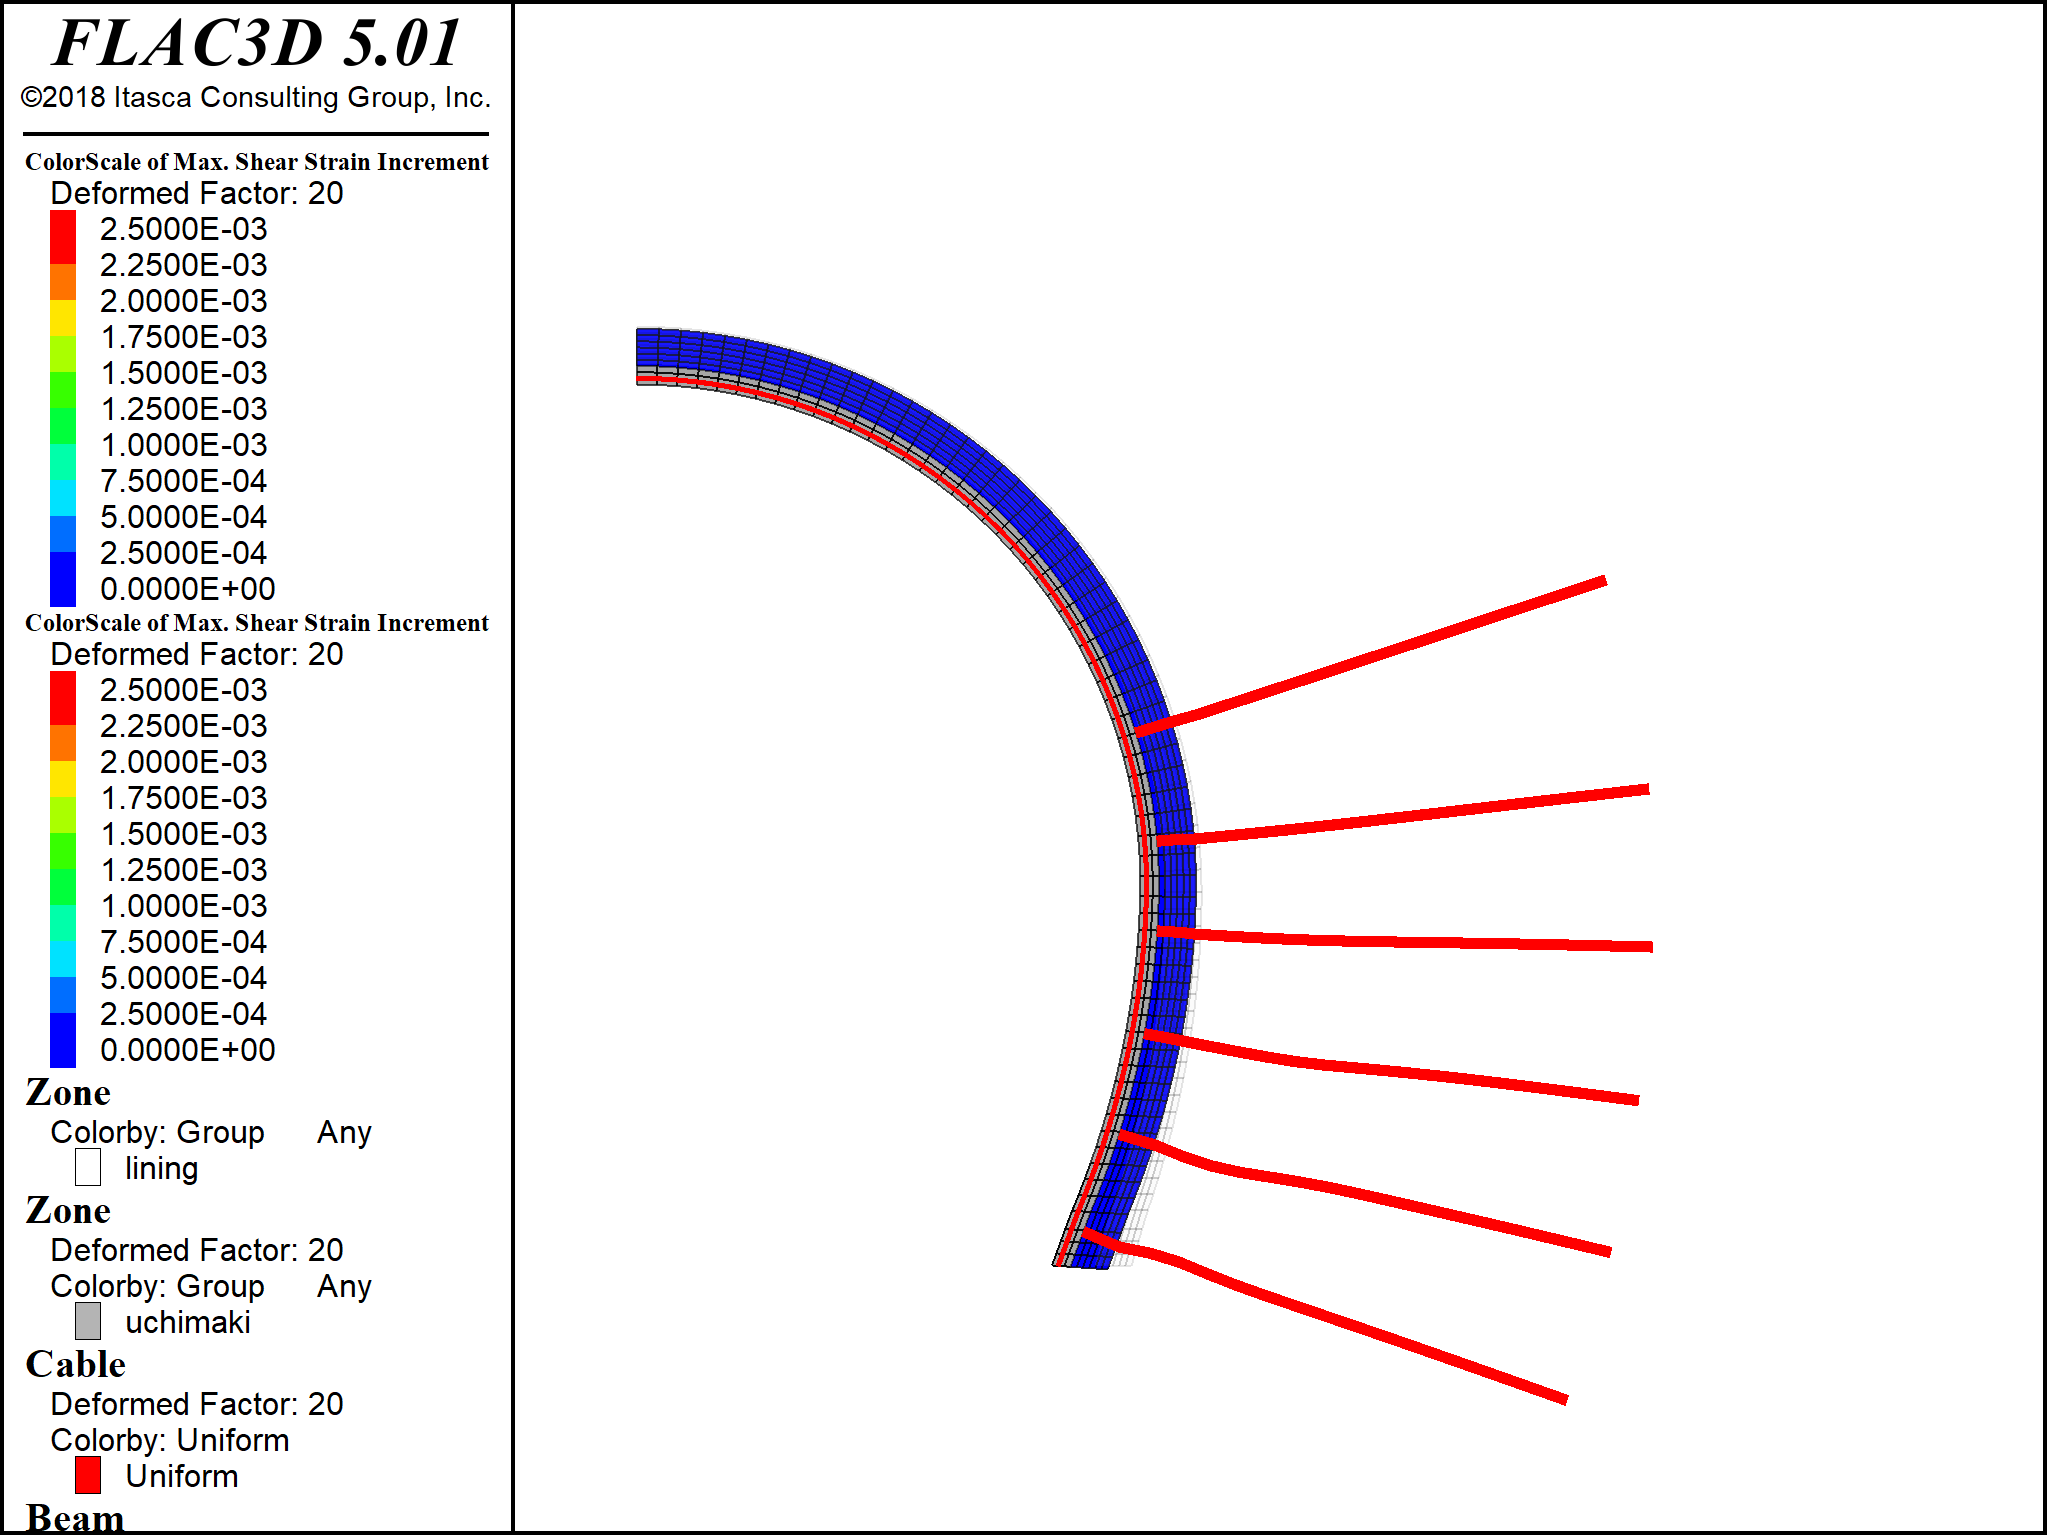 FLAC3D 5.01
©2018 Itasca Consulting Group, Inc.
ColorScale of Max. Shear Strain Increment
Deformed Factor: 20
2.5000E-03
2.2500E-03
2.0000E-03
1.7500E-03
1.5000E-03
1.2500E-03
1.0000E-03
7.5000E-04
5.0000E-04
2.5000E-04
0.0000E+00
ColorScale of Max. Shear Strain Increment
Deformed Factor: 20
2.5000E-03
2.2500E-03
2.0000E-03
1.7500E-03
1.5000E-03
1.2500E-03
1.0000E-03
7.5000E-04
5.0000E-04
2.5000E-04
0.0000E+00
Zone
Colorby: Group Any
lining
Zone
Deformed Factor: 20
Colorby: Group Any
uchimaki
Cable
Deformed Factor: 20
Colorby: Uniform
Uniform
Beam